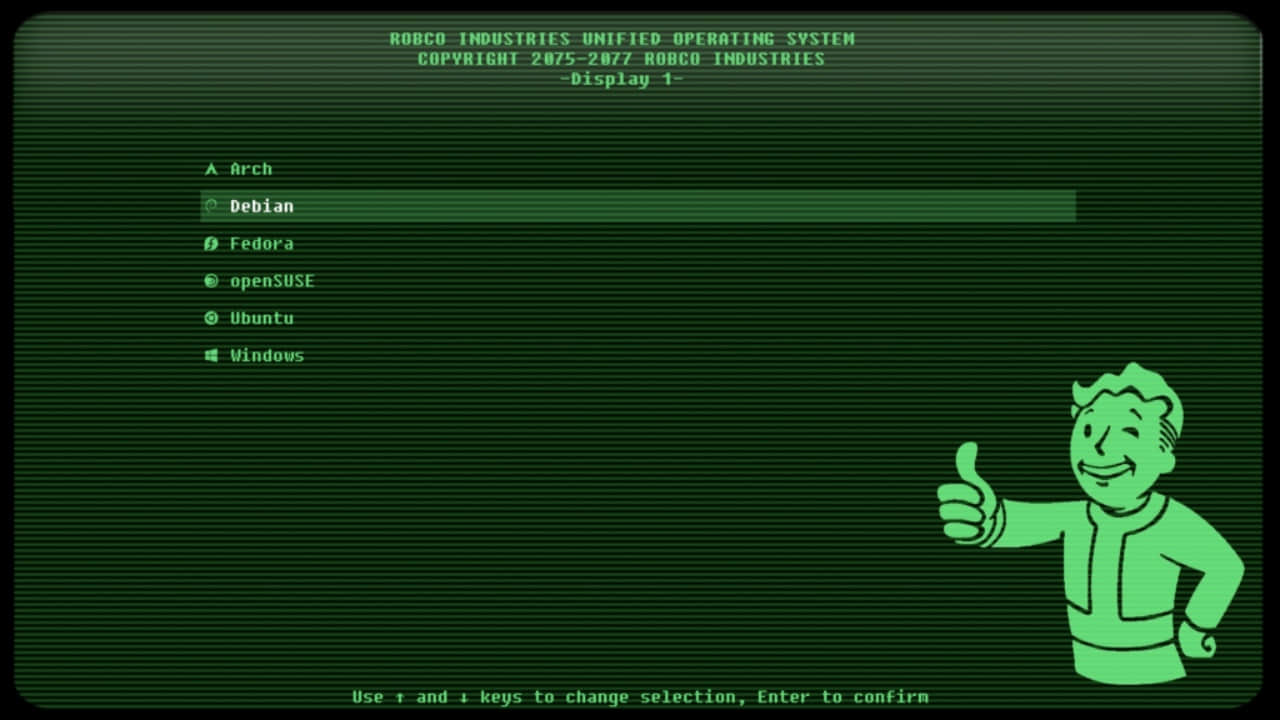 ROBCO INDUSTRIES UNIFIED OPERATING SYSTEM
COPYRIGHT 2075-2077 ROBCO INDUSTRIES
-Display 1-
Arch
Debian
Fedora
openSUSE
Ubuntu
Windows
Use ↑ and ↓ keys to change selection, Enter to confirm